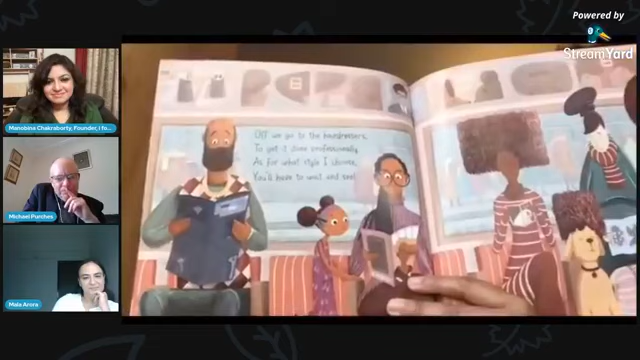 Powered by
StreamYard
Manobina Chakraborty, Founder, I fo...
Michael Purches
Mala Arora
Off we go to the hairdressers,
To get it done professionally,
As for what style I choose,
You'll have to wait and see!